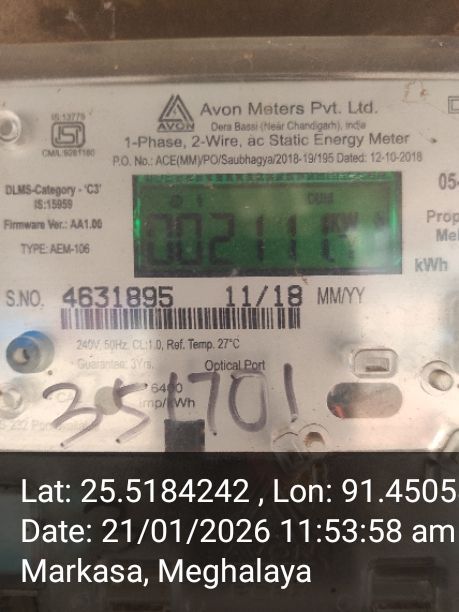 IS:13779
CM/L-9281180
AVON
Avon Meters Pvt. Ltd.
Dera Bassi (Near Chandigarh), India
1-Phase, 2-Wire, ac Static Energy Meter
P.O. No.: ACE(MM)/PO/Saubhagya/2018-19/195 Dated: 12-10-2018
DLMS-Category - 'C3'
IS:15959
Firmware Ver.: AA1.00
TYPE: AEM-106
05-
Prop
Me
CUM
kWh
S.NO. 4631895 11/18 MM/YY
240V, 50Hz, CL:1.0, Ref. Temp. 27°C
Guarantee: 3Yrs. Optical Port
6400
imp/kWh
351701
Lat: 25.5184242 , Lon: 91.4505
Date: 21/01/2026 11:53:58 am
Markasa, Meghalaya